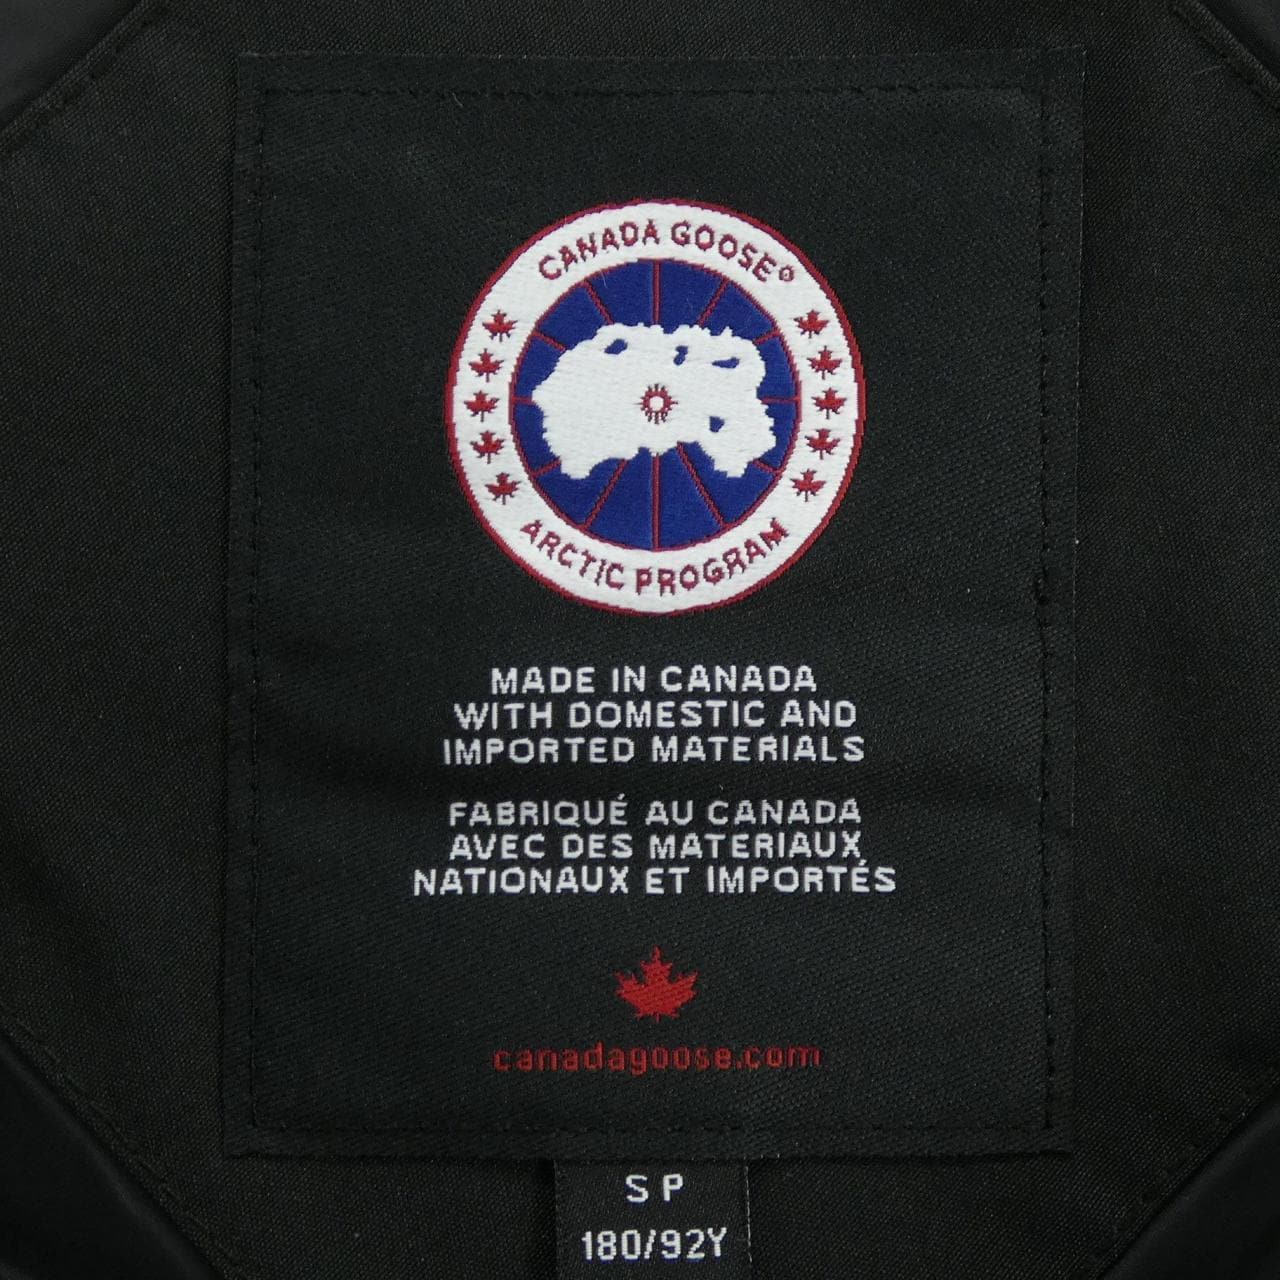 CANADA GOOSE®
ARCTIC PROGRAM
MADE IN CANADA
WITH DOMESTIC AND
IMPORTED MATERIALS
FABRIQUÉ AU CANADA
AVEC DES MATERIAUX
NATIONAUX ET IMPORTÉS
canadagoose.com
S P
180/92Y